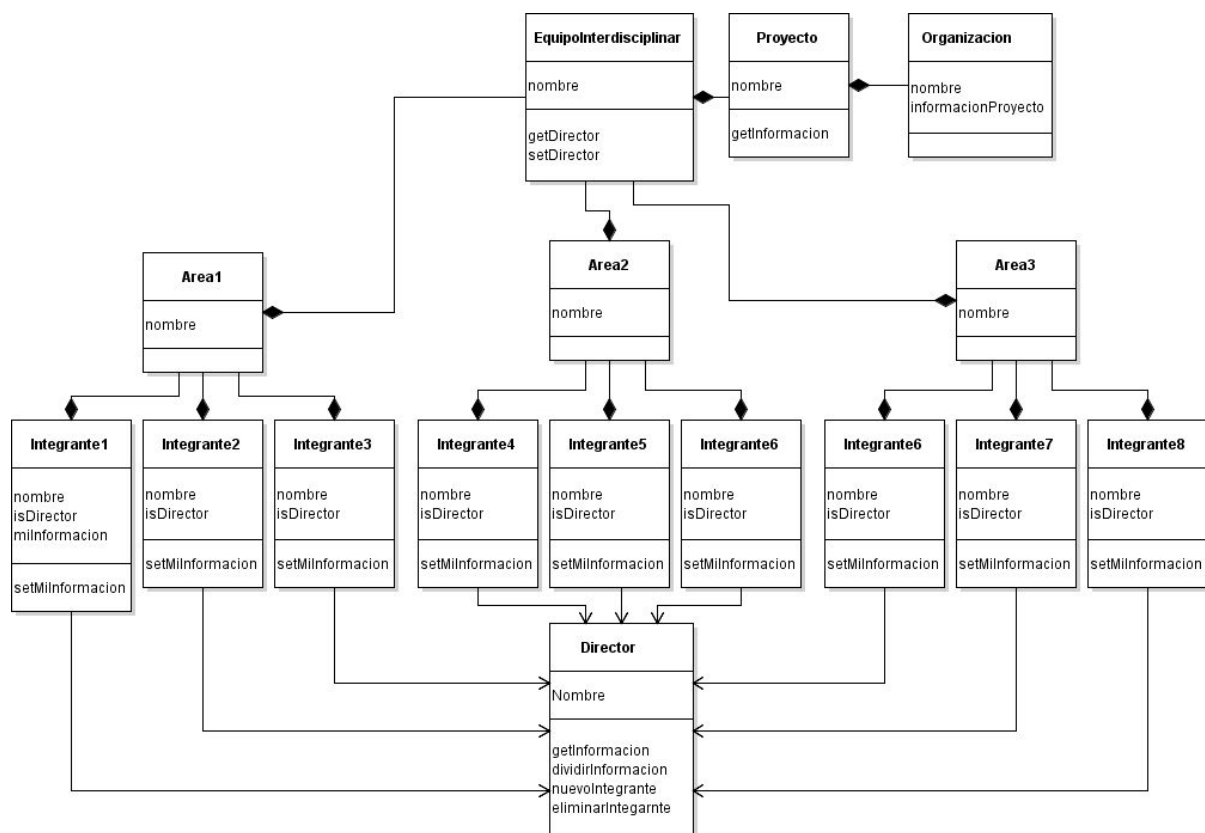 EquipoInterdisciplinar
nombre
getDirector
setDirector
Proyecto
nombre
getInformacion
Organizacion
nombre
informacionProyecto
Area1
nombre
Area2
nombre
Area3
nombre
Integrante1
nombre
isDirector
miInformacion
setMiInformacion
Integrante2
nombre
isDirector
setMiInformacion
Integrante3
nombre
isDirector
setMiInformacion
Integrante4
nombre
isDirector
setMiInformacion
Integrante5
nombre
isDirector
setMiInformacion
Integrante6
nombre
isDirector
setMiInformacion
Integrante6
nombre
isDirector
setMiInformacion
Integrante7
nombre
isDirector
setMiInformacion
Integrante8
nombre
isDirector
setMiInformacion
Director
Nombre
getInformacion
dividirInformacion
nuevoIntegrante
eliminarIntegarnte